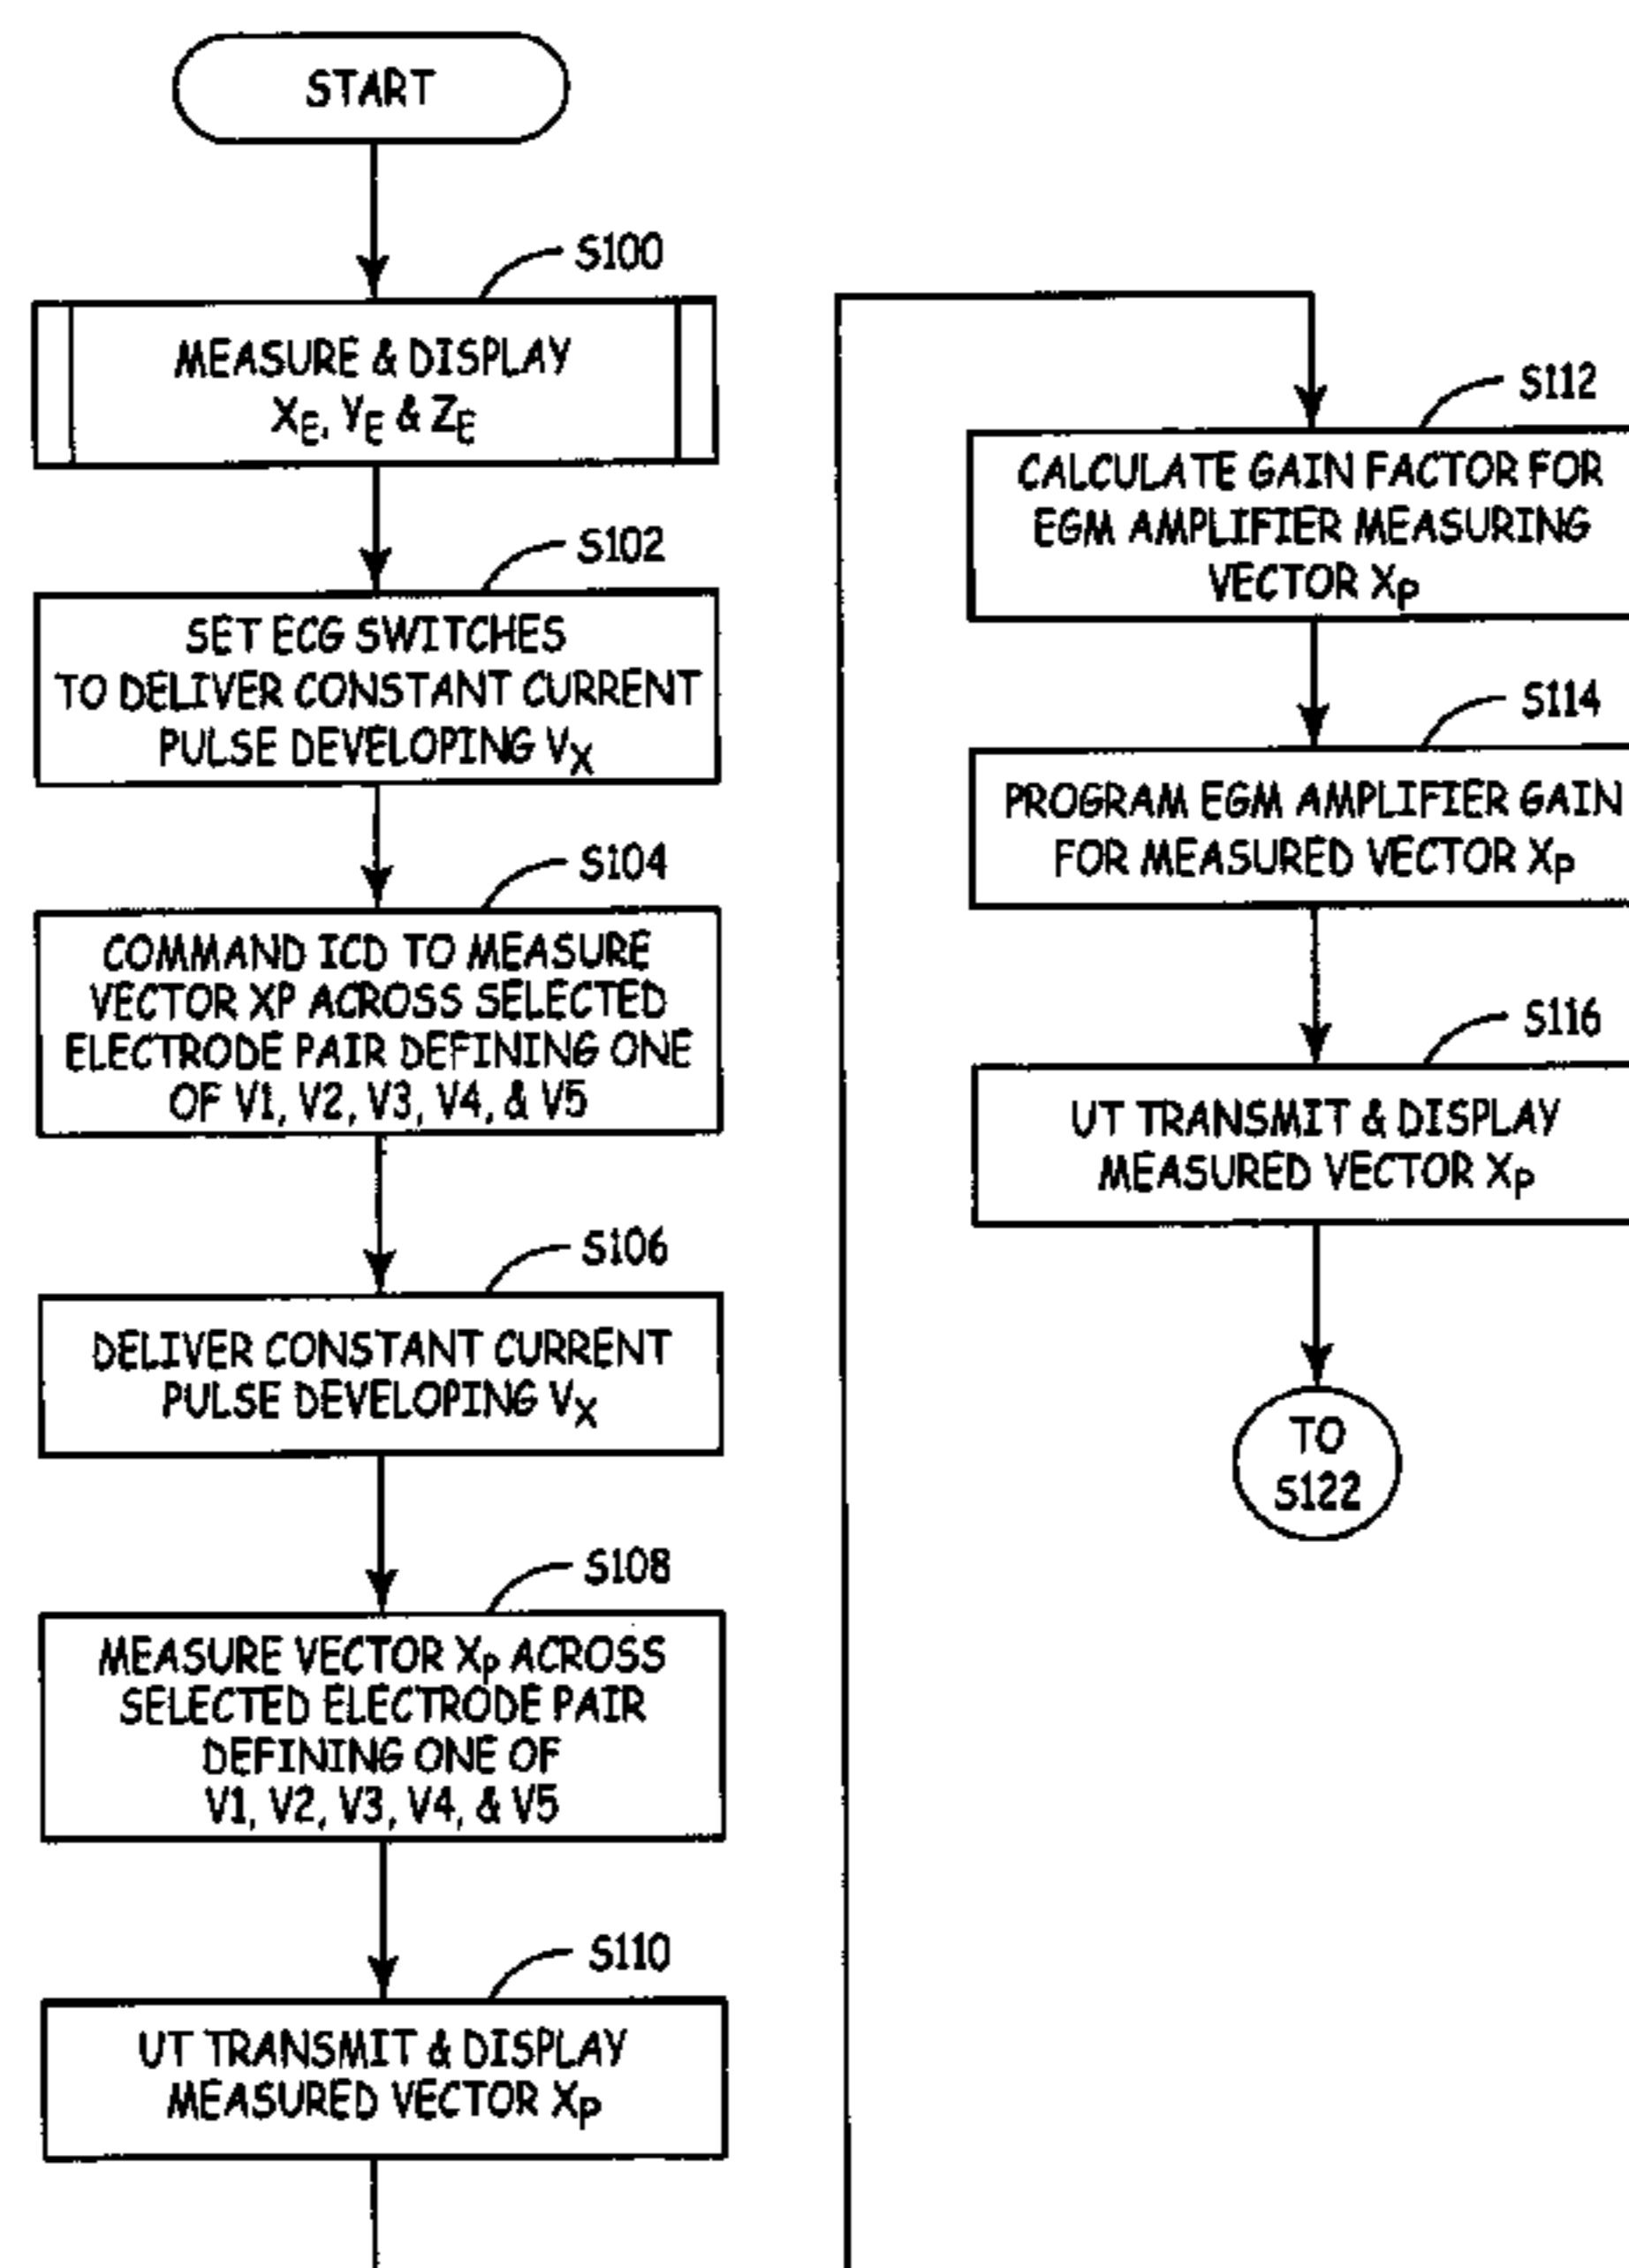 START
S100
MEASURE & DISPLAY
XE, YE & ZE
S102
SET ECG SWITCHES
TO DELIVER CONSTANT CURRENT
PULSE DEVELOPING VX
S104
COMMAND ICD TO MEASURE
VECTOR XP ACROSS SELECTED
ELECTRODE PAIR DEFINING ONE
OF V1, V2, V3, V4, & V5
S106
DELIVER CONSTANT CURRENT
PULSE DEVELOPING VX
S108
MEASURE VECTOR XP ACROSS
SELECTED ELECTRODE PAIR
DEFINING ONE OF
V1, V2, V3, V4, & V5
S110
UT TRANSMIT & DISPLAY
MEASURED VECTOR XP
S112
CALCULATE GAIN FACTOR FOR
EGM AMPLIFIER MEASURING
VECTOR XP
S114
PROGRAM EGM AMPLIFIER GAIN
FOR MEASURED VECTOR XP
S116
UT TRANSMIT & DISPLAY
MEASURED VECTOR XP
TO
S122